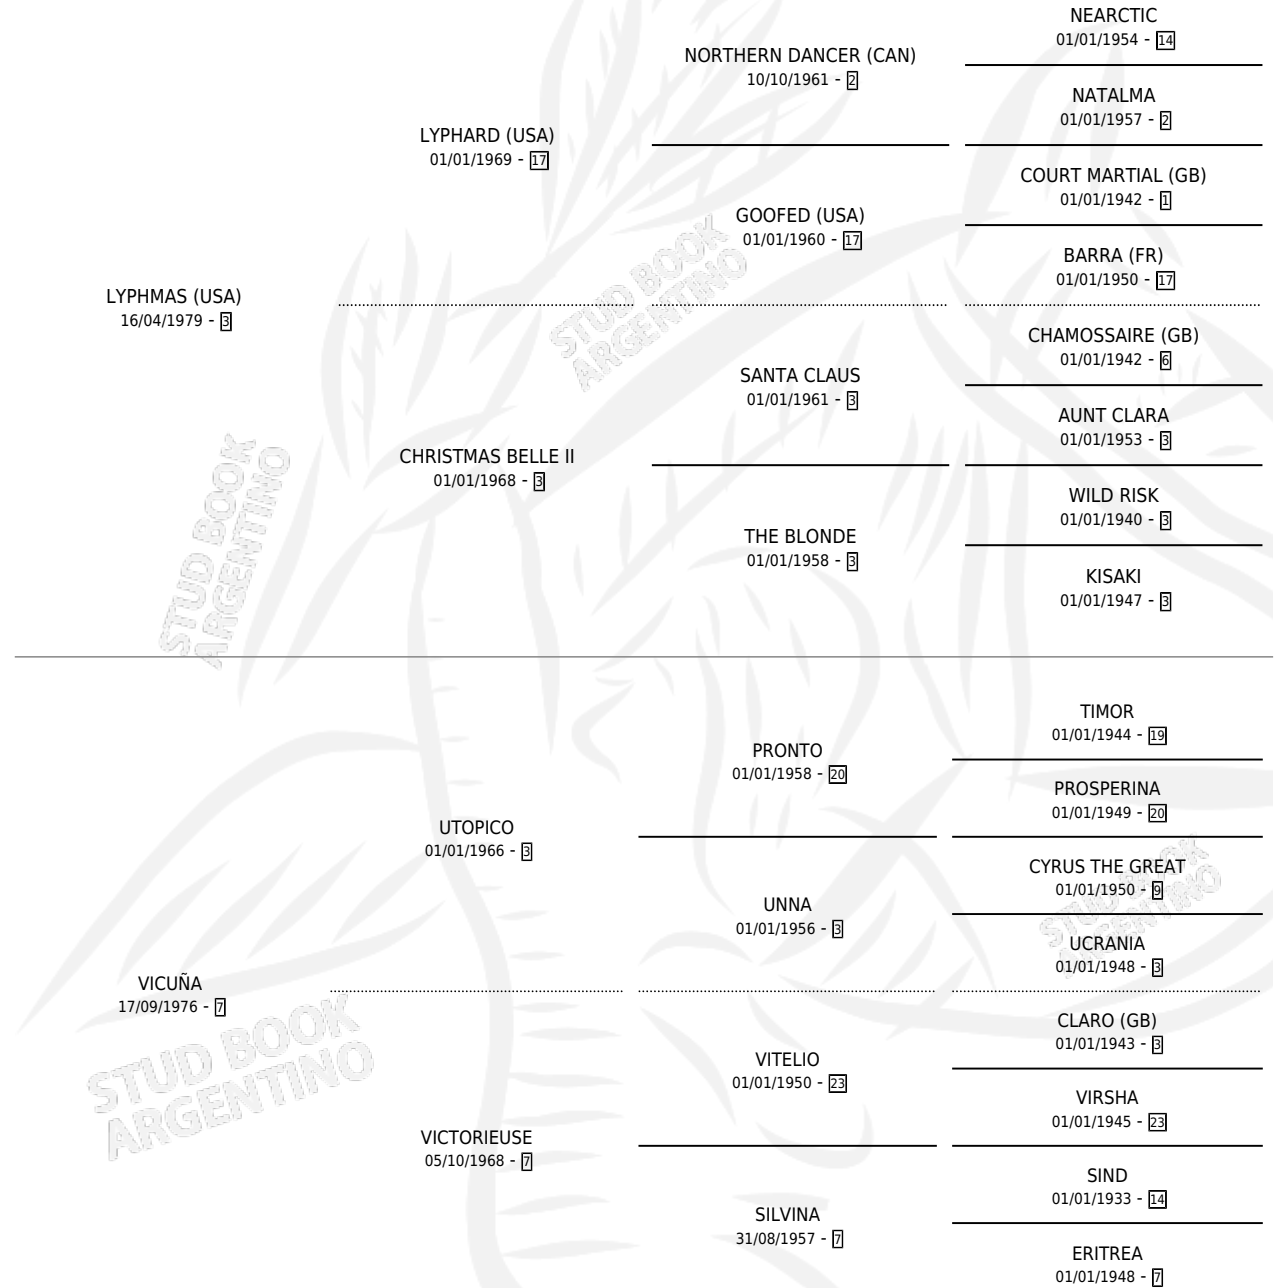 NEARCTIC
01/01/1954 - 14
NORTHERN DANCER (CAN)
10/10/1961 - 2
NATALMA
01/01/1957 - 2
LYPHARD (USA)
01/01/1969 - 17
COURT MARTIAL (GB)
01/01/1942 - 1
GOOFED (USA)
01/01/1960 - 17
BARRA (FR)
01/01/1950 - 17
LYPHMAS (USA)
16/04/1979 - 3
STUD BOOK
ARGENTINO
CHAMOSSAIRE (GB)
01/01/1942 - 6
SANTA CLAUS
01/01/1961 - 3
AUNT CLARA
01/01/1953 - 3
CHRISTMAS BELLE II
01/01/1968 - 3
WILD RISK
01/01/1940 - 3
THE BLONDE
01/01/1958 - 3
KISAKI
01/01/1947 - 3
STUD BOOK
ARGENTINO
TIMOR
01/01/1944 - 19
PRONTO
01/01/1958 - 20
PROSPERINA
01/01/1949 - 20
UTOPICO
01/01/1966 - 3
CYRUS THE GREAT
01/01/1950 - 9
UNNA
01/01/1956 - 3
UCRANIA
01/01/1948 - 3
STUD BOOK
ARGENTINO
VICUÑA
17/09/1976 - 7
CLARO (GB)
01/01/1943 - 3
VITELIO
01/01/1950 - 23
VIRSHA
01/01/1945 - 23
STUD BOOK
ARGENTINO
VICTORIEUSE
05/10/1968 - 7
SIND
01/01/1933 - 14
SILVINA
31/08/1957 - 7
ERITREA
01/01/1948 - 7